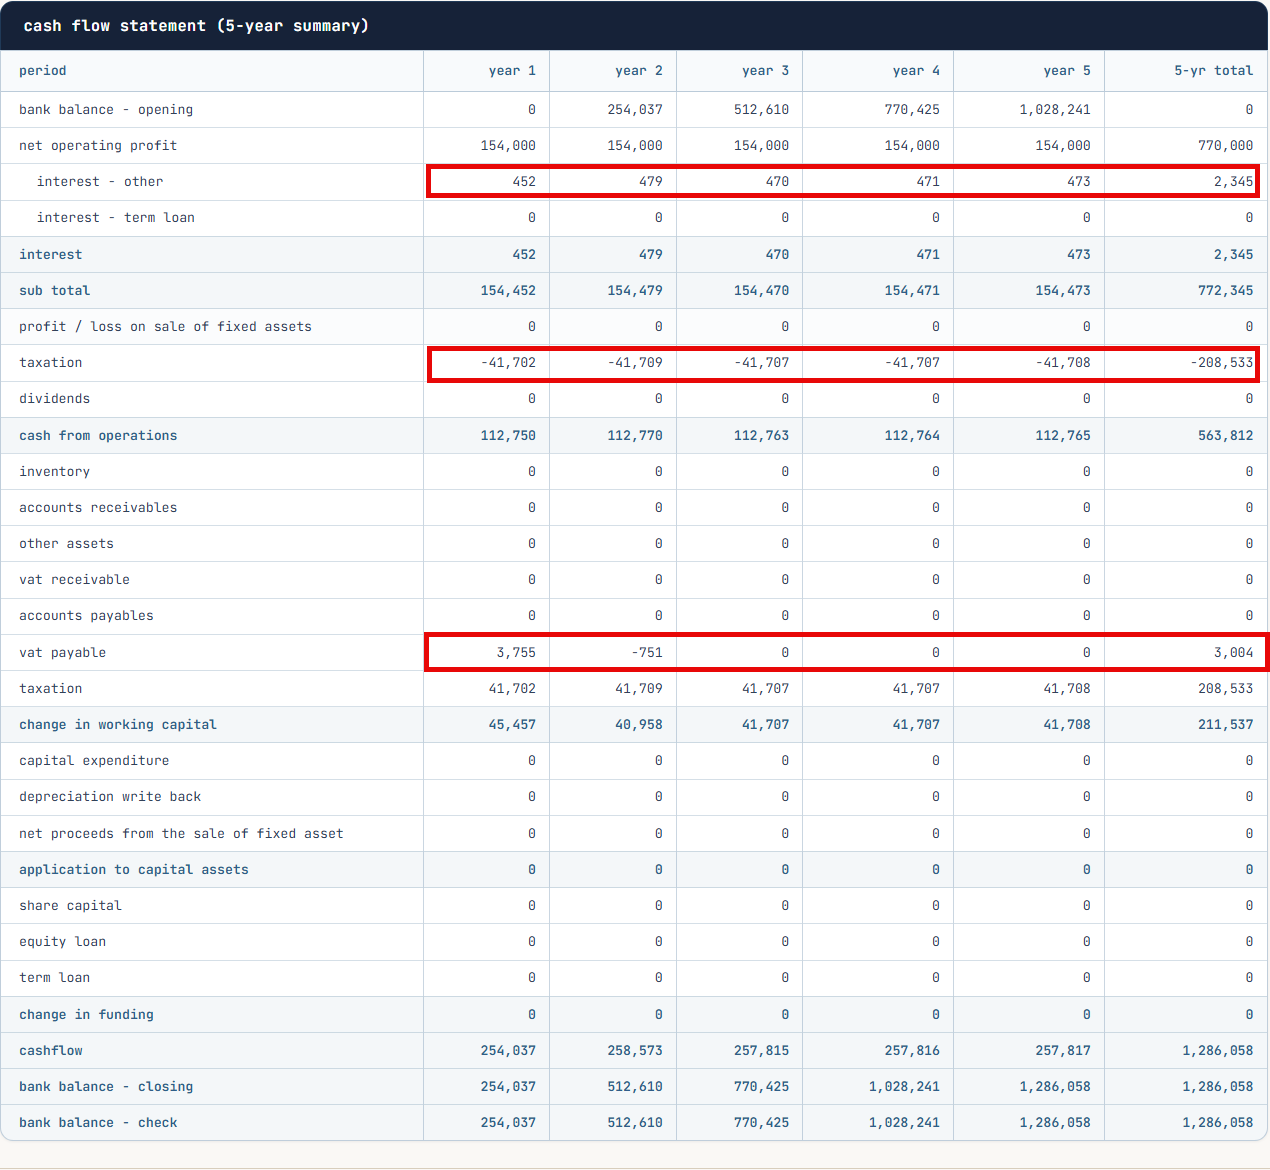 cash flow statement (5-year summary)
period year 1 year 2 year 3 year 4 year 5 5-yr total
bank balance - opening 0 254,037 512,610 770,425 1,028,241 0
net operating profit 154,000 154,000 154,000 154,000 154,000 770,000
interest - other 452 479 470 471 473 2,345
interest - term loan 0 0 0 0 0 0
interest 452 479 470 471 473 2,345
sub total 154,452 154,479 154,470 154,471 154,473 772,345
profit / loss on sale of fixed assets 0 0 0 0 0 0
taxation -41,702 -41,709 -41,707 -41,707 -41,708 -208,533
dividends 0 0 0 0 0 0
cash from operations 112,750 112,770 112,763 112,764 112,765 563,812
inventory 0 0 0 0 0 0
accounts receivables 0 0 0 0 0 0
other assets 0 0 0 0 0 0
vat receivable 0 0 0 0 0 0
accounts payables 0 0 0 0 0 0
vat payable 3,755 -751 0 0 0 3,004
taxation 41,702 41,709 41,707 41,707 41,708 208,533
change in working capital 45,457 40,958 41,707 41,707 41,708 211,537
capital expenditure 0 0 0 0 0 0
depreciation write back 0 0 0 0 0 0
net proceeds from the sale of fixed asset 0 0 0 0 0 0
application to capital assets 0 0 0 0 0 0
share capital 0 0 0 0 0 0
equity loan 0 0 0 0 0 0
term loan 0 0 0 0 0 0
change in funding 0 0 0 0 0 0
cashflow 254,037 258,573 257,815 257,816 257,817 1,286,058
bank balance - closing 254,037 512,610 770,425 1,028,241 1,286,058 1,286,058
bank balance - check 254,037 512,610 770,425 1,028,241 1,286,058 1,286,058